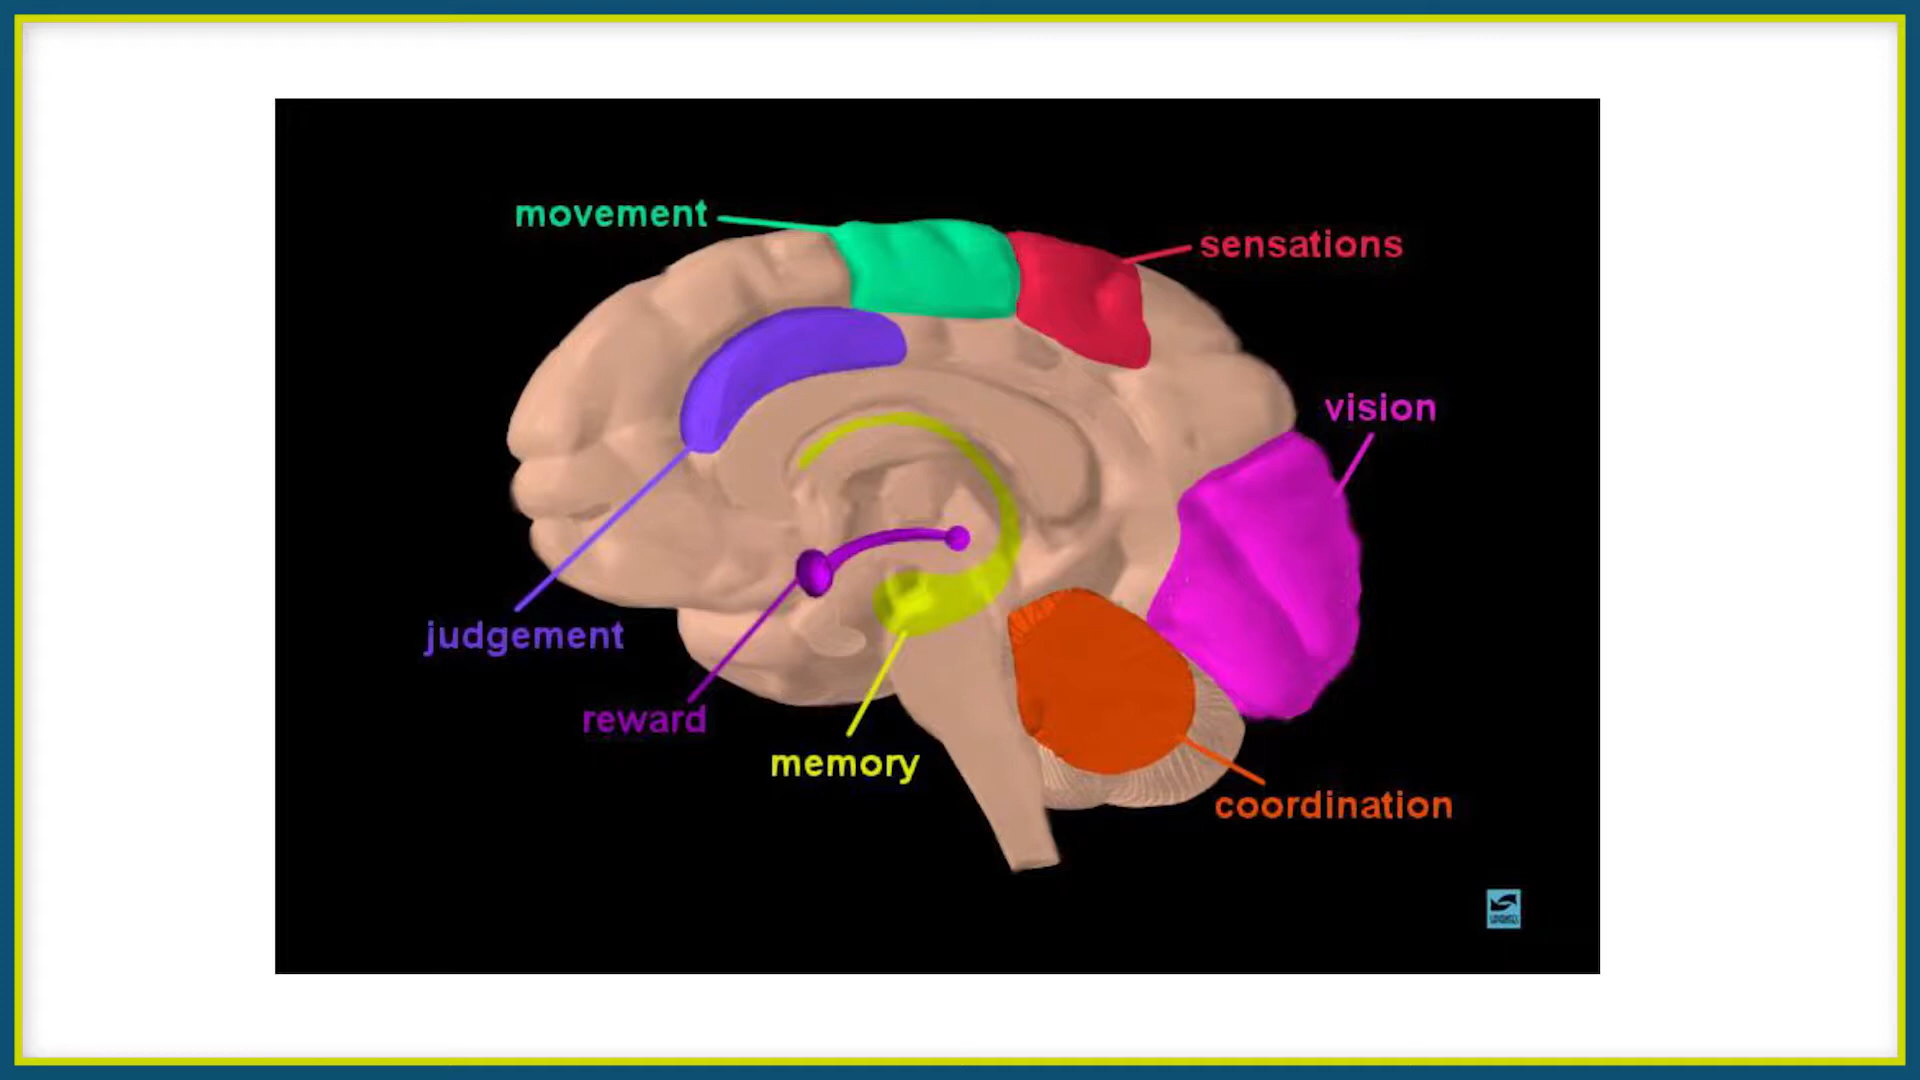 movement
sensations
vision
judgement
reward
memory
coordination